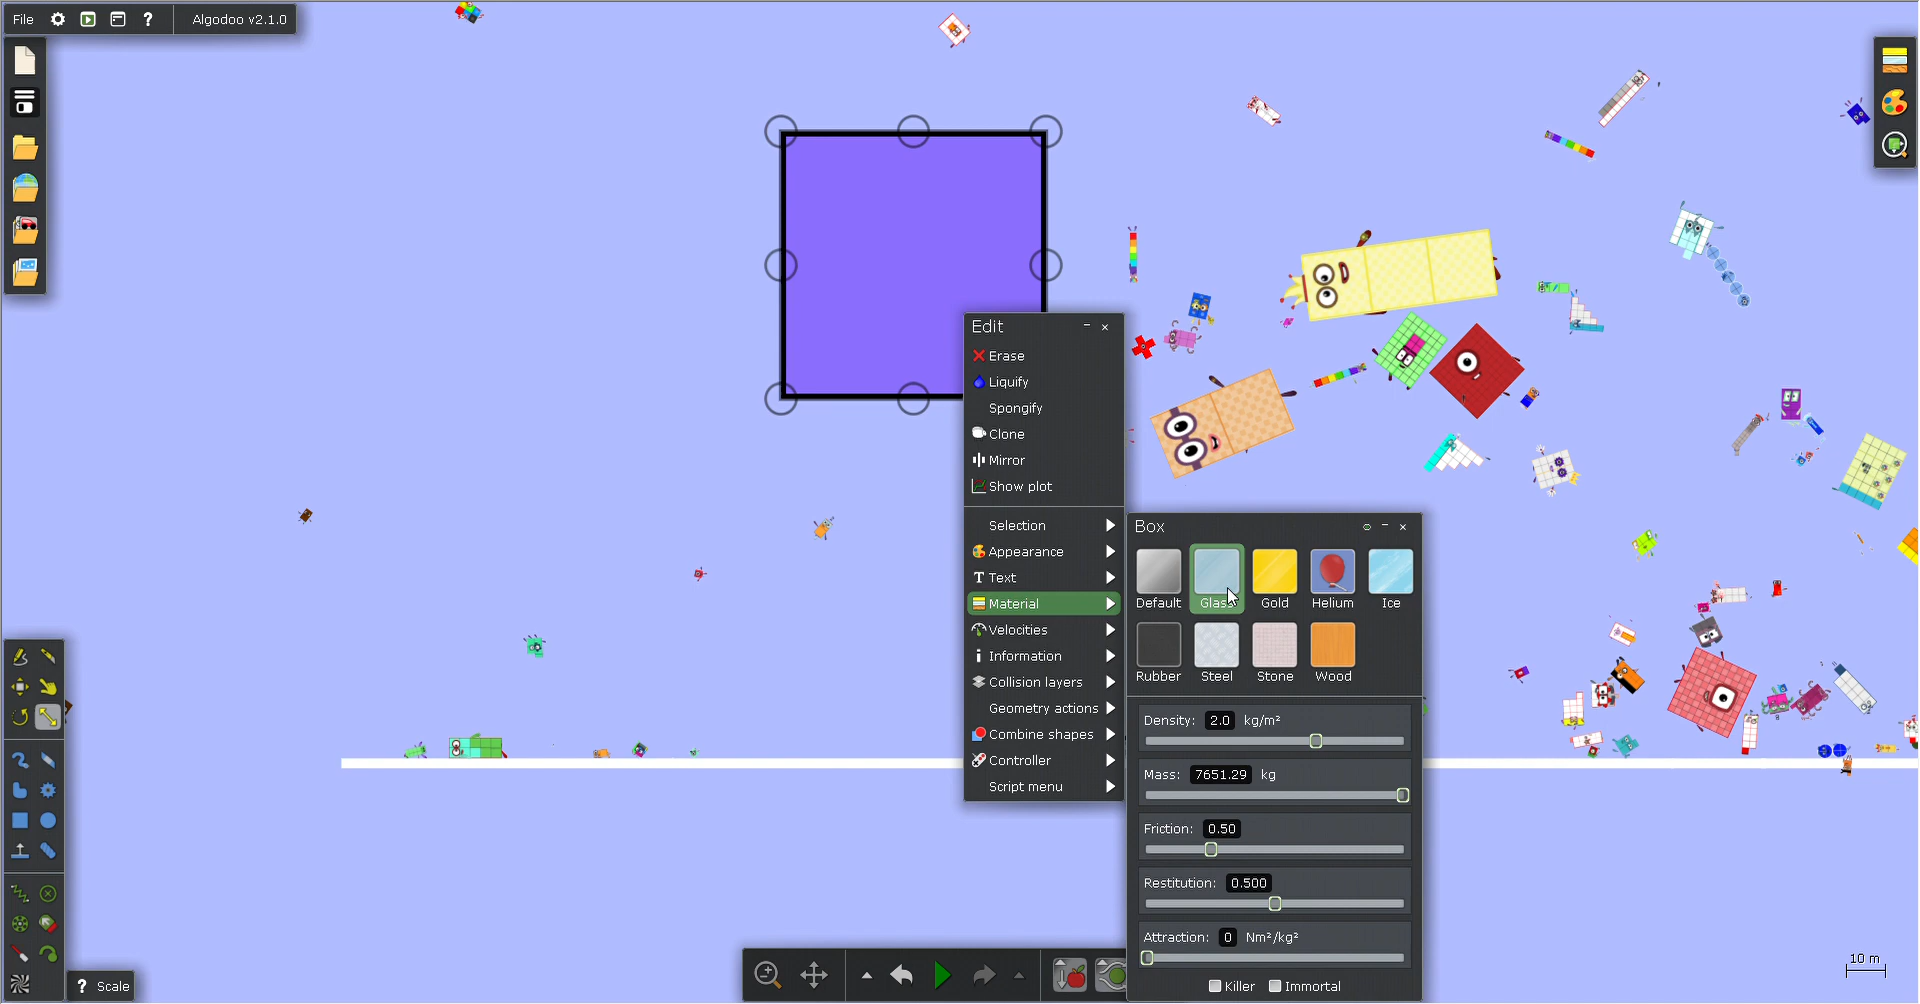 File ? Algodoo v2.1.0
Edit
Erase
Liquify
Spongify
Clone
Mirror
Show plot
Selection
Appearance
Text
Material
Velocities
Information
Collision layers
Geometry actions
Combine shapes
Controller
Script menu
Box
Default Glass Gold Helium Ice
Rubber Steel Stone Wood
Density: 2.0 kg/m²
Mass: 7651.29 kg
Friction: 0.50
Restitution: 0.500
Attraction: 0 Nm²/kg²
Killer Immortal
? Scale
10 m